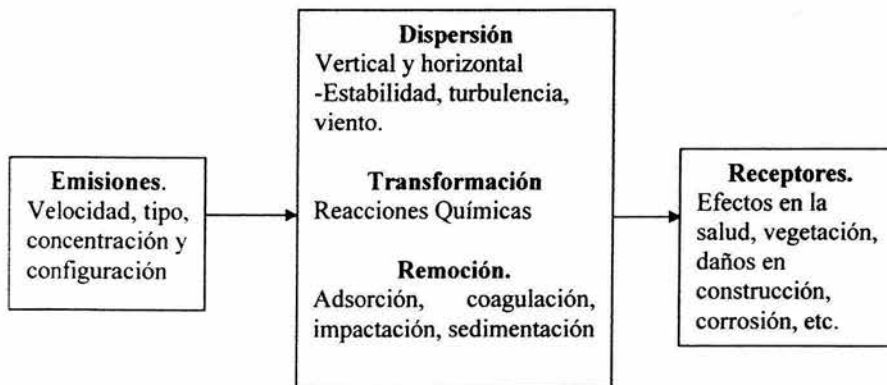 Emisiones.
Velocidad, tipo,
concentración y
configuración
Dispersión
Vertical y horizontal
-Estabilidad, turbulencia,
viento.
Transformación
Reacciones Químicas
Remoción.
Adsorción, coagulación,
impactación, sedimentación
Receptores.
Efectos en la
salud, vegetación,
daños en
construcción,
corrosión, etc.